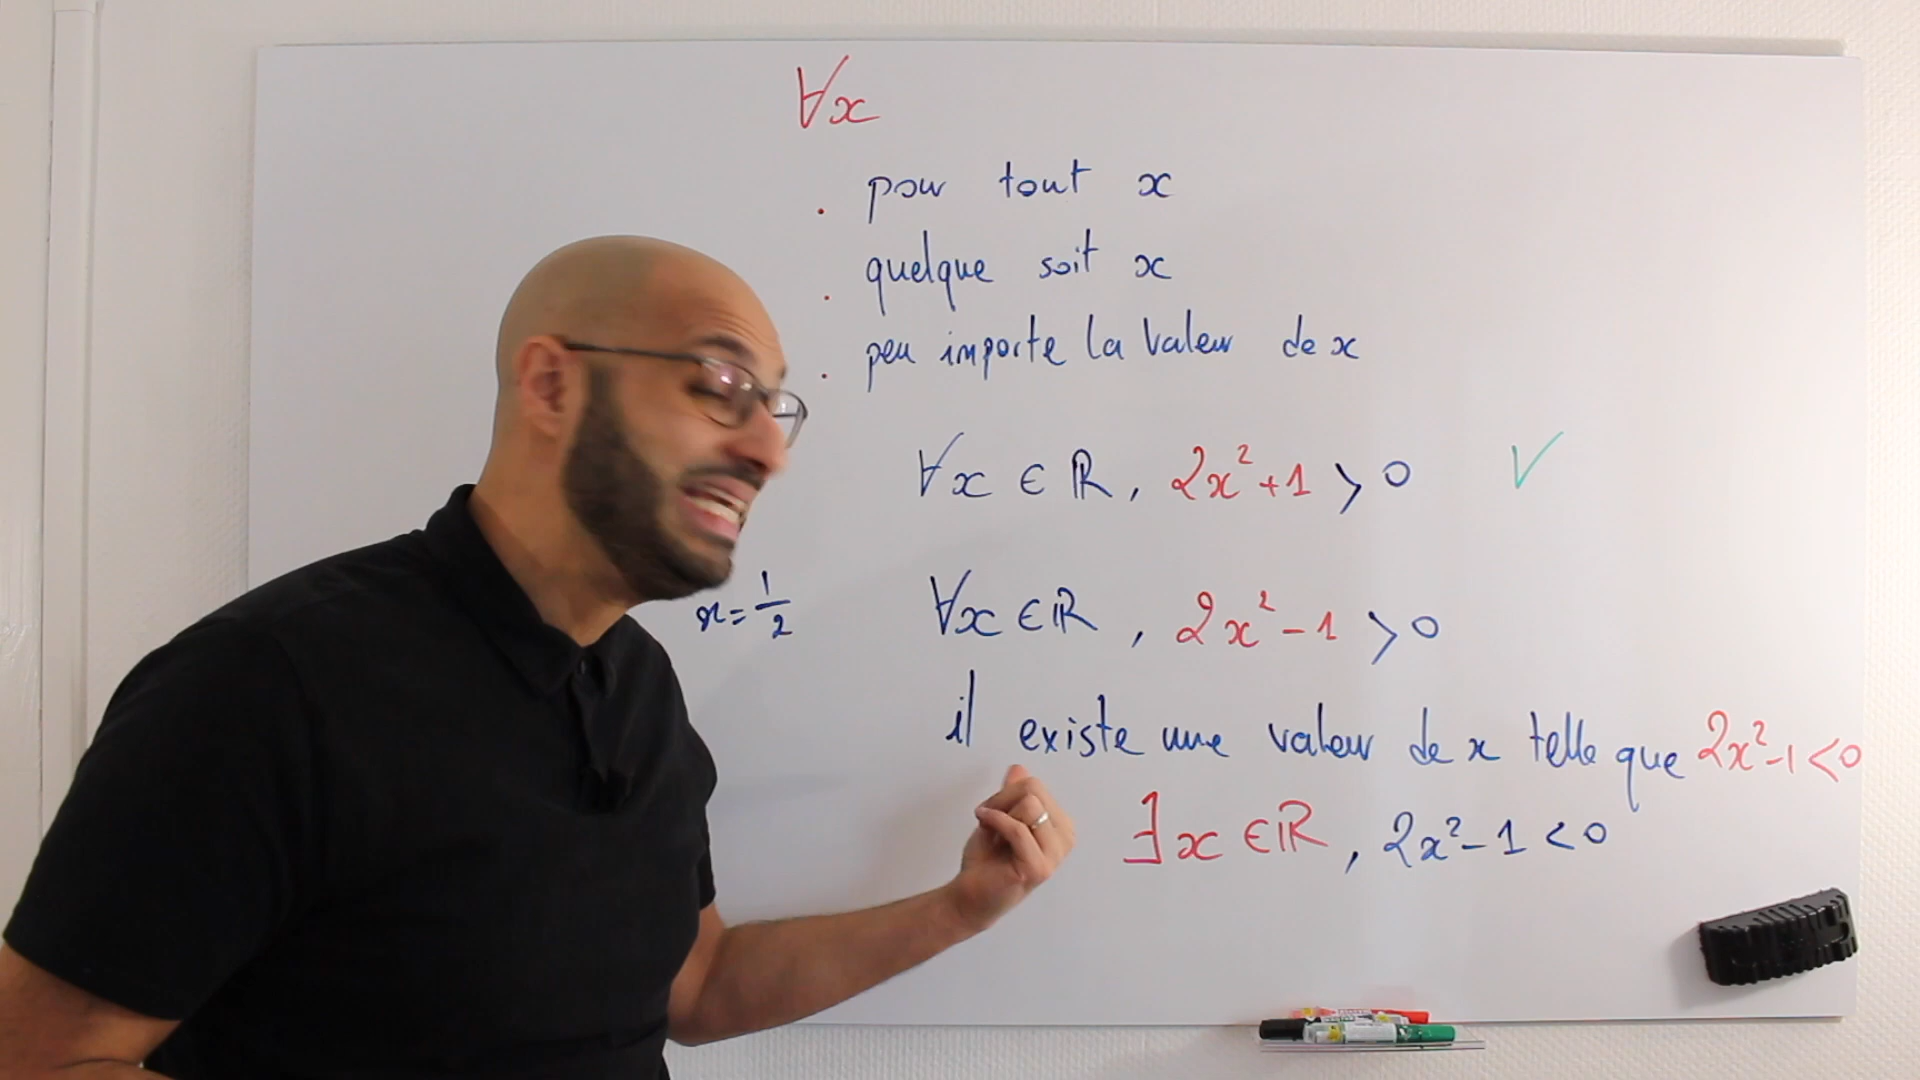 ∀x
. pour tout x
. quelque soit x
. peu importe la valeur de x
∀x ∈ ℝ, 2x²+1 > 0 ✓
x = 1/2
∀x ∈ ℝ, 2x² - 1 > 0
il existe une valeur de x telle que 2x²-1 < 0
∃x ∈ ℝ, 2x² - 1 < 0